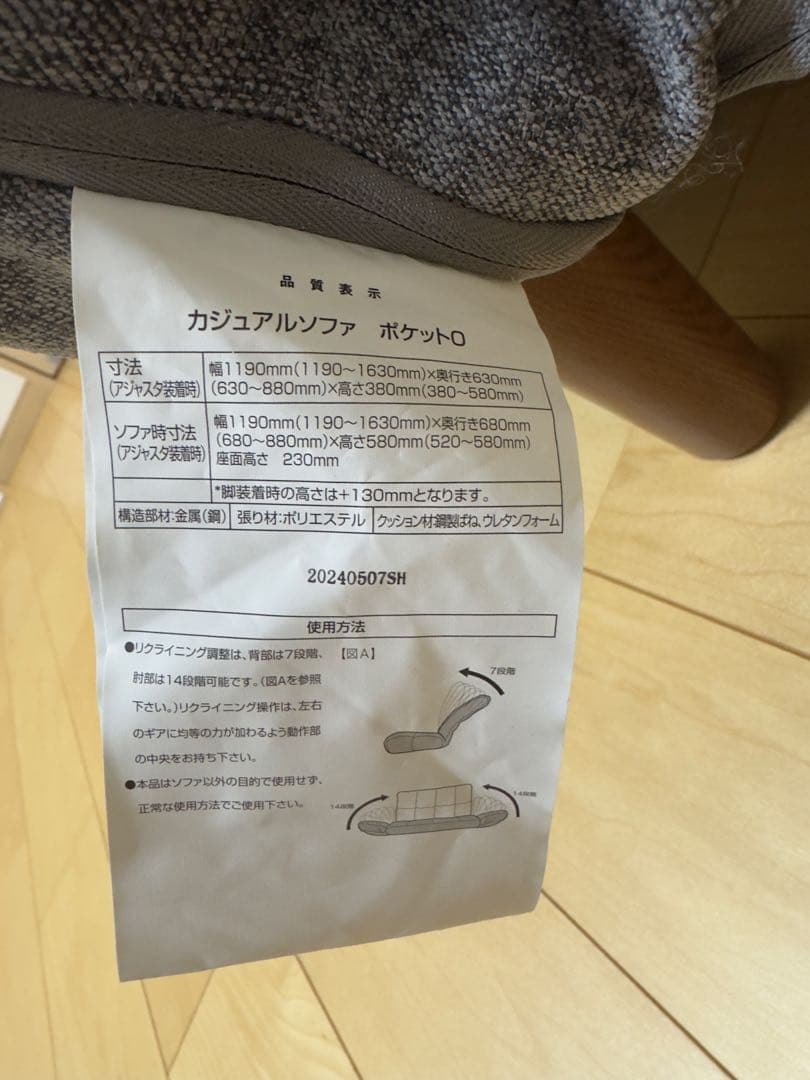 品質表示
カジュアルソファ ポケットO
寸法
(アジャスタ装着時)
幅1190mm(1190～1630mm)×奥行き630mm
(630～880mm)×高さ380mm(380～580mm)
ソファ時寸法
(アジャスタ装着時)
幅1190mm(1190～1630mm)×奥行き680mm
(680～880mm)×高さ580mm(520～580mm)
座面高さ 230mm
*脚装着時の高さは+130mmとなります。
構造部材:金属(鋼) 張り材:ポリエステル クッション材:鋼製ばね、ウレタンフォーム
20240507SH
使用方法
●リクライニング調整は、背部は7段階、
肘部は14段階可能です。(図Aを参照
下さい。)リクライニング操作は、左右
のギアに均等の力が加わるよう動作部
の中央をお持ち下さい。
●本品はソファ以外の目的で使用せず、
正常な使用方法でご使用下さい。
【図A】
7段階
14段階
14段階